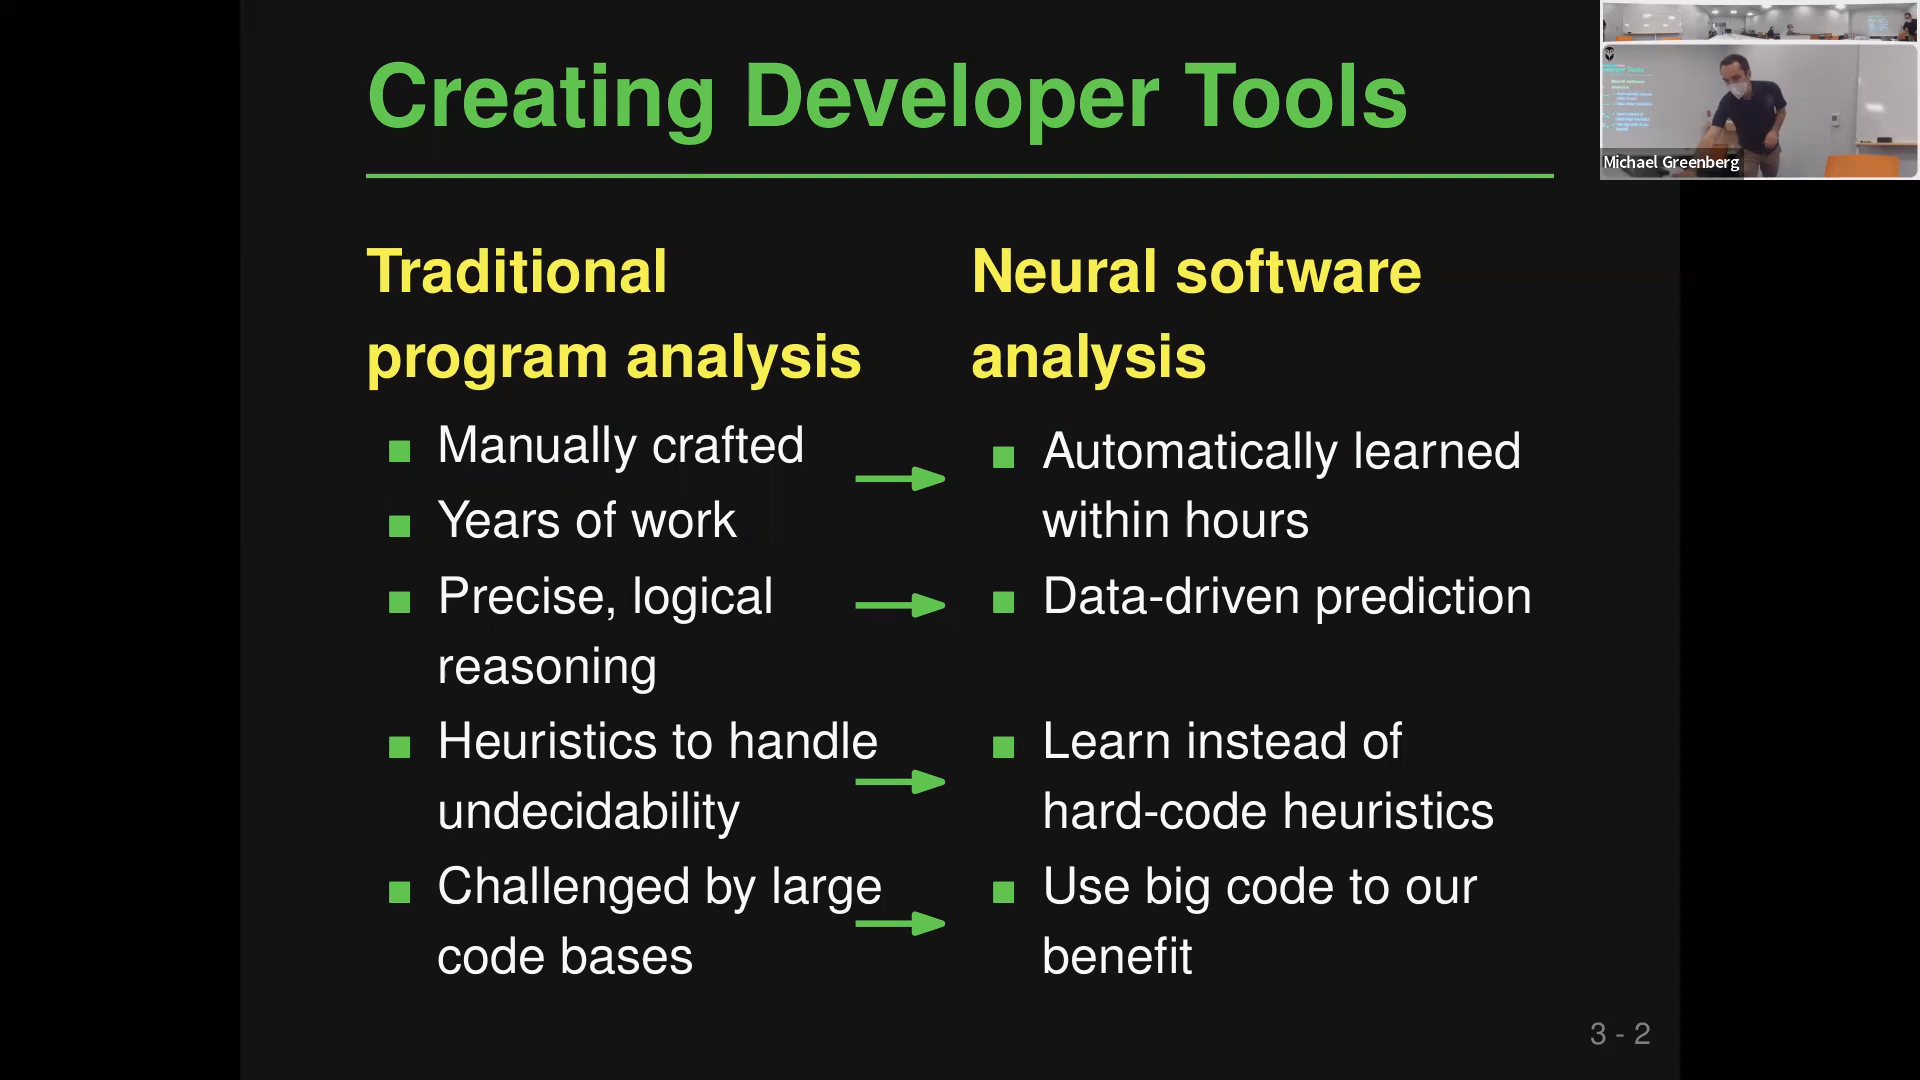 Creating Developer Tools
Traditional
program analysis
Manually crafted
Years of work
Precise, logical
reasoning
Heuristics to handle
undecidability
Challenged by large
code bases
Neural software
analysis
Automatically learned
within hours
Data-driven prediction
Learn instead of
hard-code heuristics
Use big code to our
benefit
3 - 2
Michael Greenberg